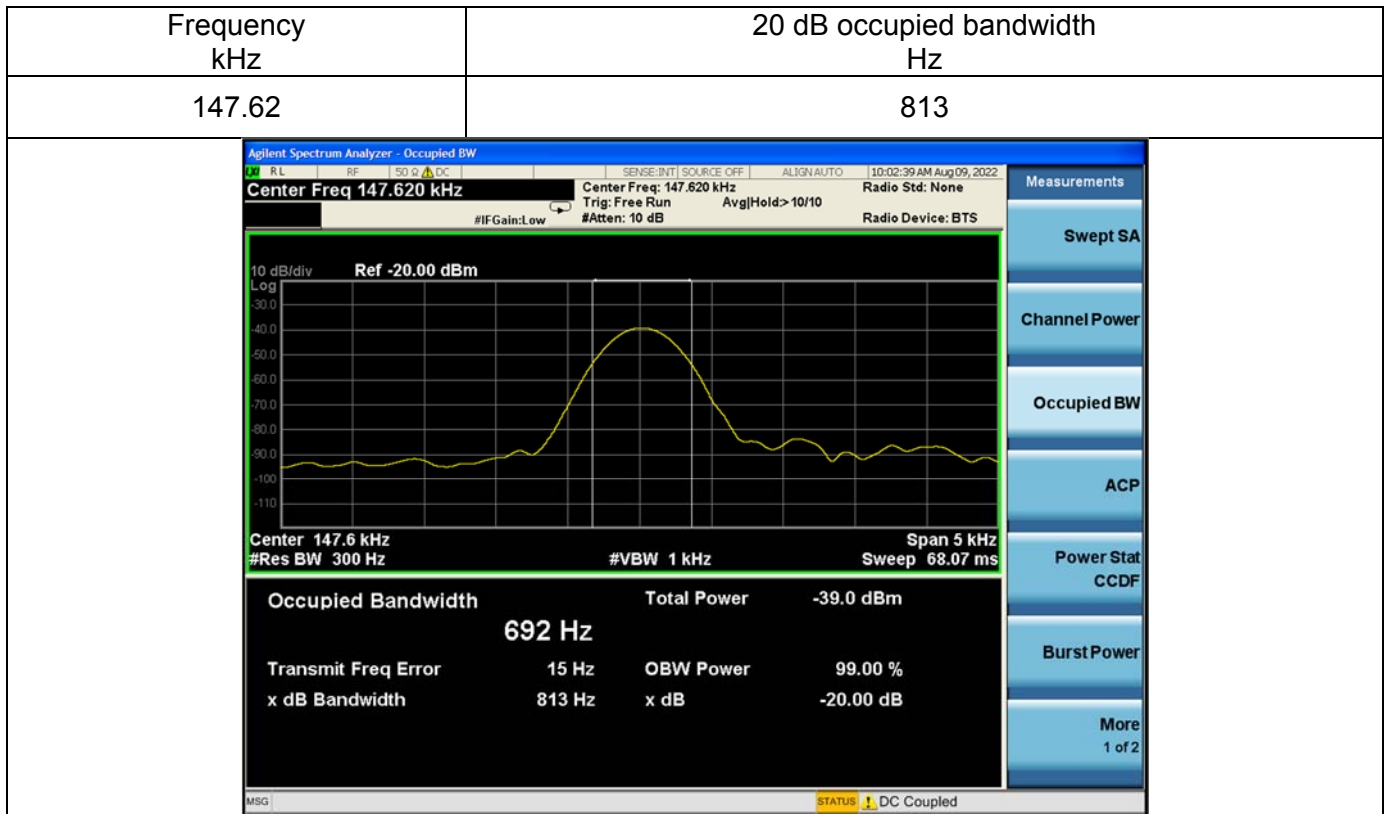 Frequency
kHz
20 dB occupied bandwidth
Hz
147.62
813
Agilent Spectrum Analyzer - Occupied BW
LXI RL RF 50 Ω DC SENSE:INT SOURCE OFF ALIGN AUTO 10:02:39 AM Aug 09, 2022
Center Freq 147.620 kHz
Center Freq: 147.620 kHz
Radio Std: None
Trig: Free Run Avg|Hold:> 10/10
#IFGain:Low
#Atten: 10 dB
Radio Device: BTS
10 dB/div Ref -20.00 dBm
Log
-30.0
-40.0
-50.0
-60.0
-70.0
-80.0
-90.0
-100
-110
Center 147.6 kHz Span 5 kHz
#Res BW 300 Hz #VBW 1 kHz Sweep 68.07 ms
Occupied Bandwidth Total Power -39.0 dBm
692 Hz
Transmit Freq Error 15 Hz OBW Power 99.00 %
x dB Bandwidth 813 Hz x dB -20.00 dB
Measurements
Swept SA
Channel Power
Occupied BW
ACP
Power Stat
CCDF
Burst Power
More
1 of 2
MSG STATUS DC Coupled